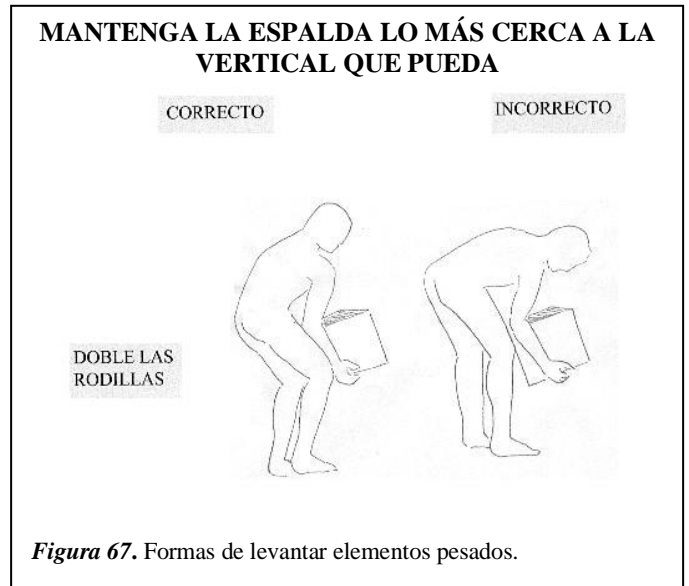 MANTENGA LA ESPALDA LO MÁS CERCA A LA
VERTICAL QUE PUEDA
CORRECTO
INCORRECTO
DOBLE LAS
RODILLAS
Figura 67. Formas de levantar elementos pesados.